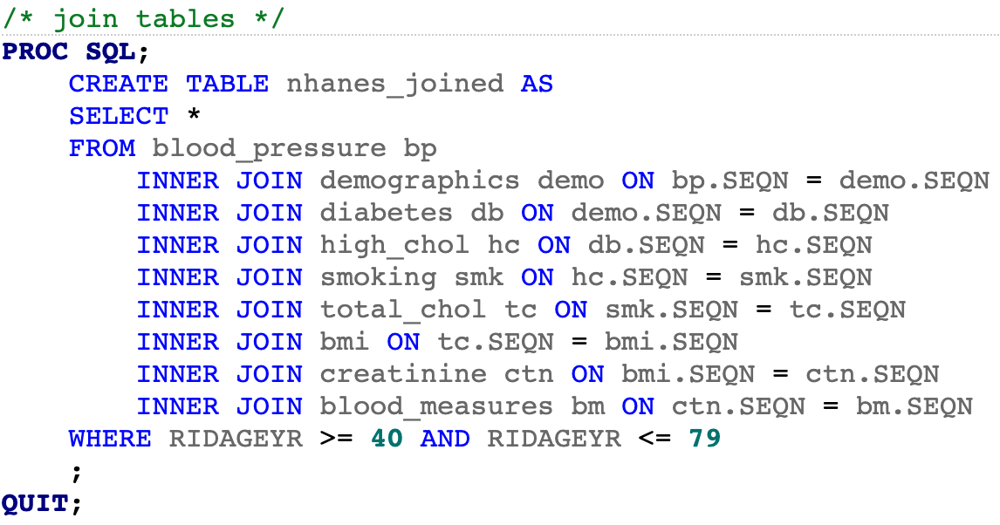 /* join tables */
PROC SQL;
CREATE TABLE nhanes_joined AS
SELECT *
FROM blood_pressure bp
INNER JOIN demographics demo ON bp.SEQN = demo.SEQN
INNER JOIN diabetes db ON demo.SEQN = db.SEQN
INNER JOIN high_chol hc ON db.SEQN = hc.SEQN
INNER JOIN smoking smk ON hc.SEQN = smk.SEQN
INNER JOIN total_chol tc ON smk.SEQN = tc.SEQN
INNER JOIN bmi ON tc.SEQN = bmi.SEQN
INNER JOIN creatinine ctn ON bmi.SEQN = ctn.SEQN
INNER JOIN blood_measures bm ON ctn.SEQN = bm.SEQN
WHERE RIDAGEYR >= 40 AND RIDAGEYR <= 79
;
QUIT;